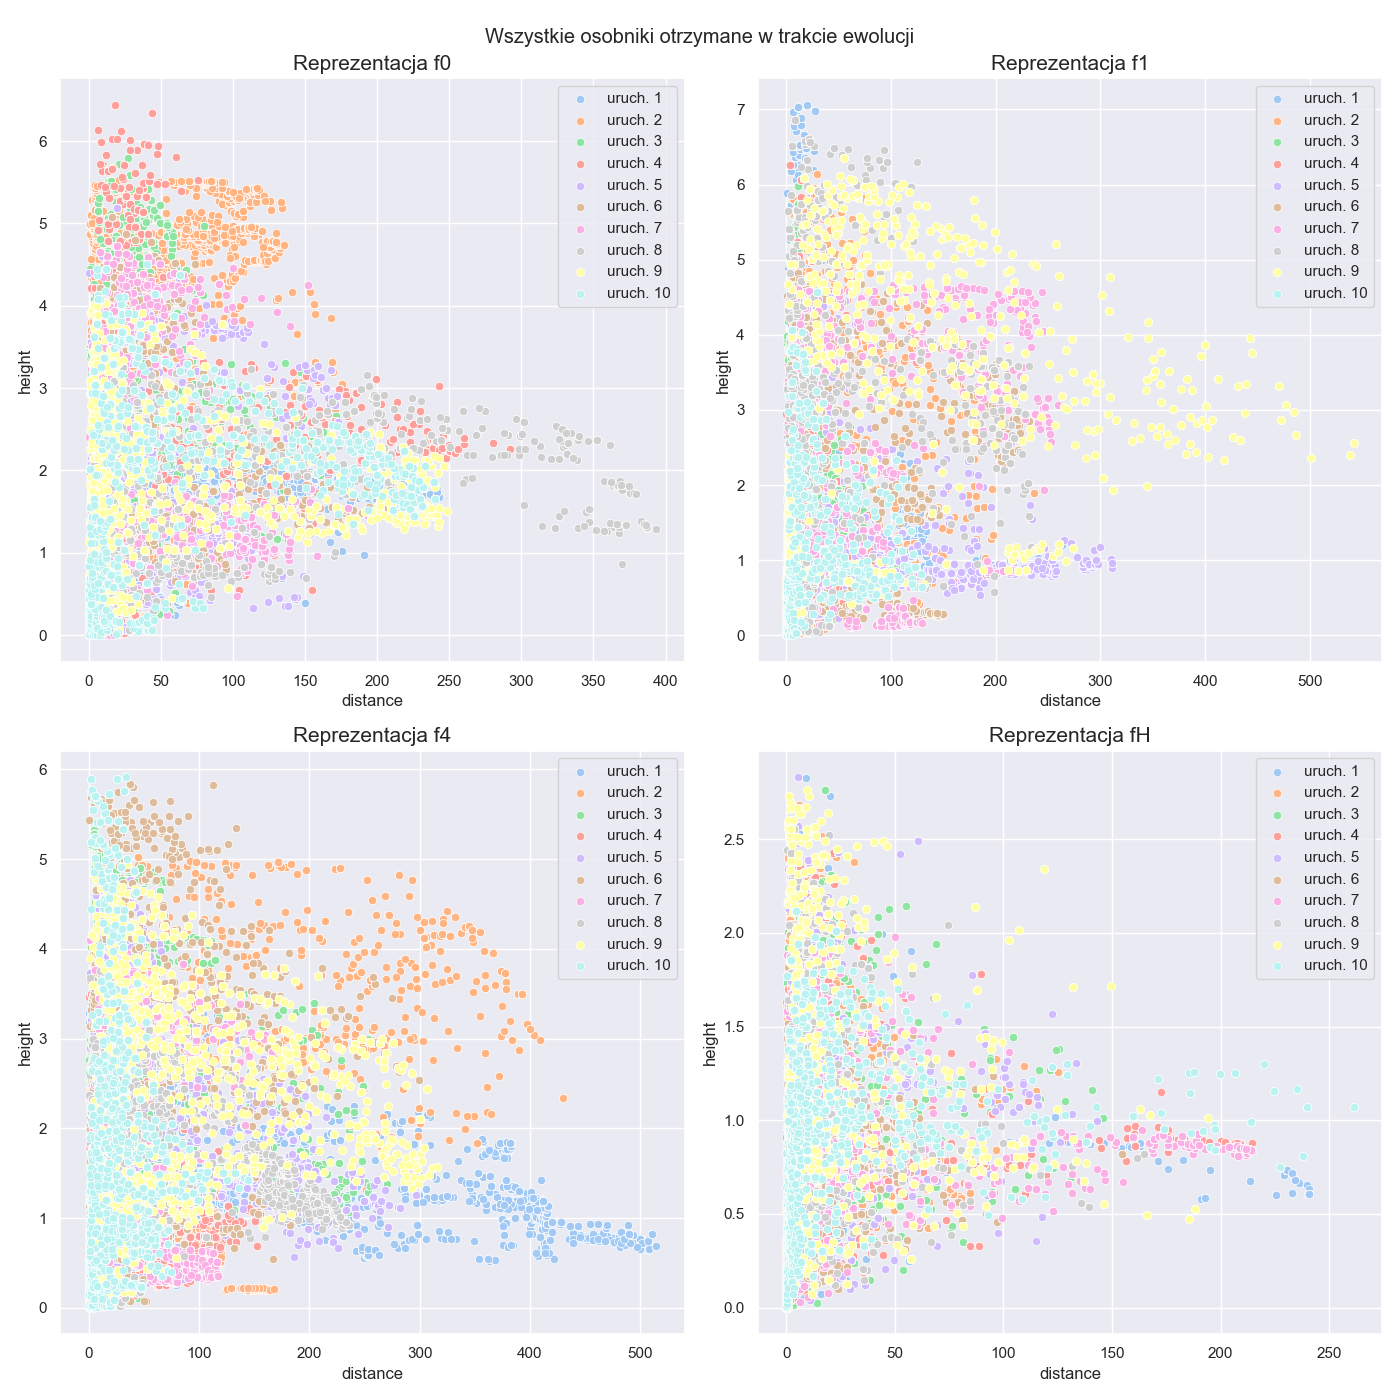 Wszystkie osobniki otrzymane w trakcie ewolucji
Reprezentacja f0
height
6
5
4
3
2
1
0
0 50 100 150 200 250 300 350 400
distance
uruch. 1
uruch. 2
uruch. 3
uruch. 4
uruch. 5
uruch. 6
uruch. 7
uruch. 8
uruch. 9
uruch. 10
Reprezentacja f1
height
7
6
5
4
3
2
1
0
0 100 200 300 400 500
distance
uruch. 1
uruch. 2
uruch. 3
uruch. 4
uruch. 5
uruch. 6
uruch. 7
uruch. 8
uruch. 9
uruch. 10
Reprezentacja f4
height
6
5
4
3
2
1
0
0 100 200 300 400 500
distance
uruch. 1
uruch. 2
uruch. 3
uruch. 4
uruch. 5
uruch. 6
uruch. 7
uruch. 8
uruch. 9
uruch. 10
Reprezentacja fH
height
2.5
2.0
1.5
1.0
0.5
0.0
0 50 100 150 200 250
distance
uruch. 1
uruch. 2
uruch. 3
uruch. 4
uruch. 5
uruch. 6
uruch. 7
uruch. 8
uruch. 9
uruch. 10